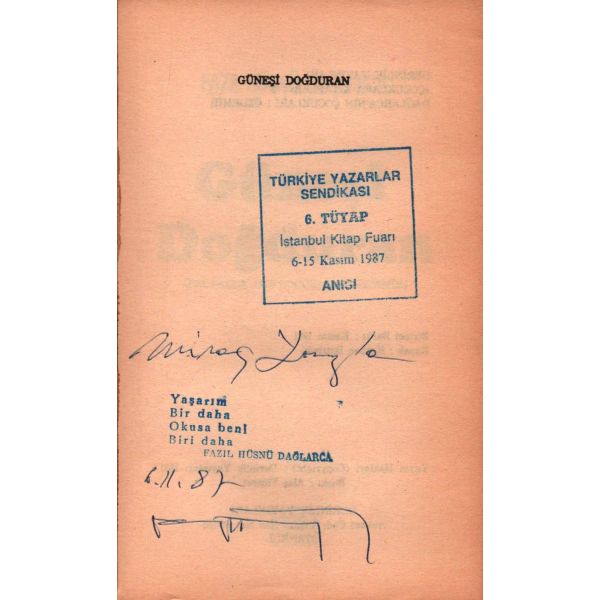 GÜNEŞİ DOĞDURAN
TÜRKİYE YAZARLAR
SENDİKASI
6. TÜYAP
İstanbul Kitap Fuarı
6-15 Kasım 1987
ANISI
Yaşarım
Bir daha
Okusa beni
Biri daha
FAZIL HÜSNÜ DAĞLARCA
6.11.87